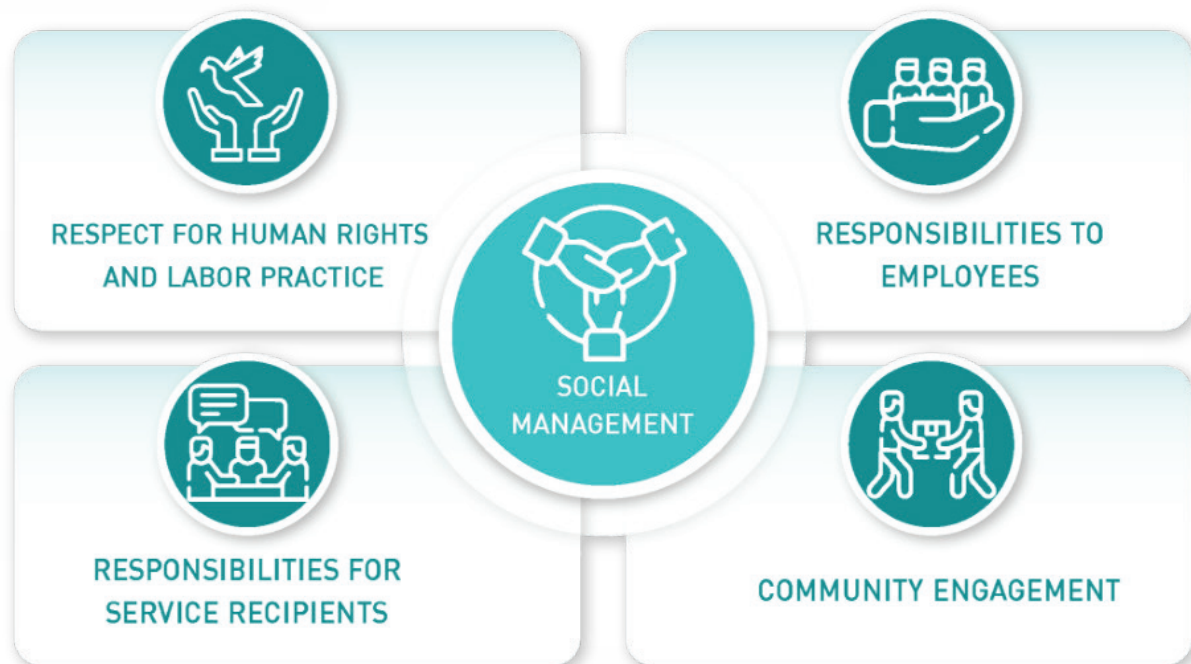 RESPECT FOR HUMAN RIGHTS
AND LABOR PRACTICE
RESPONSIBILITIES TO
EMPLOYEES
SOCIAL
MANAGEMENT
RESPONSIBILITIES FOR
SERVICE RECIPIENTS
COMMUNITY ENGAGEMENT